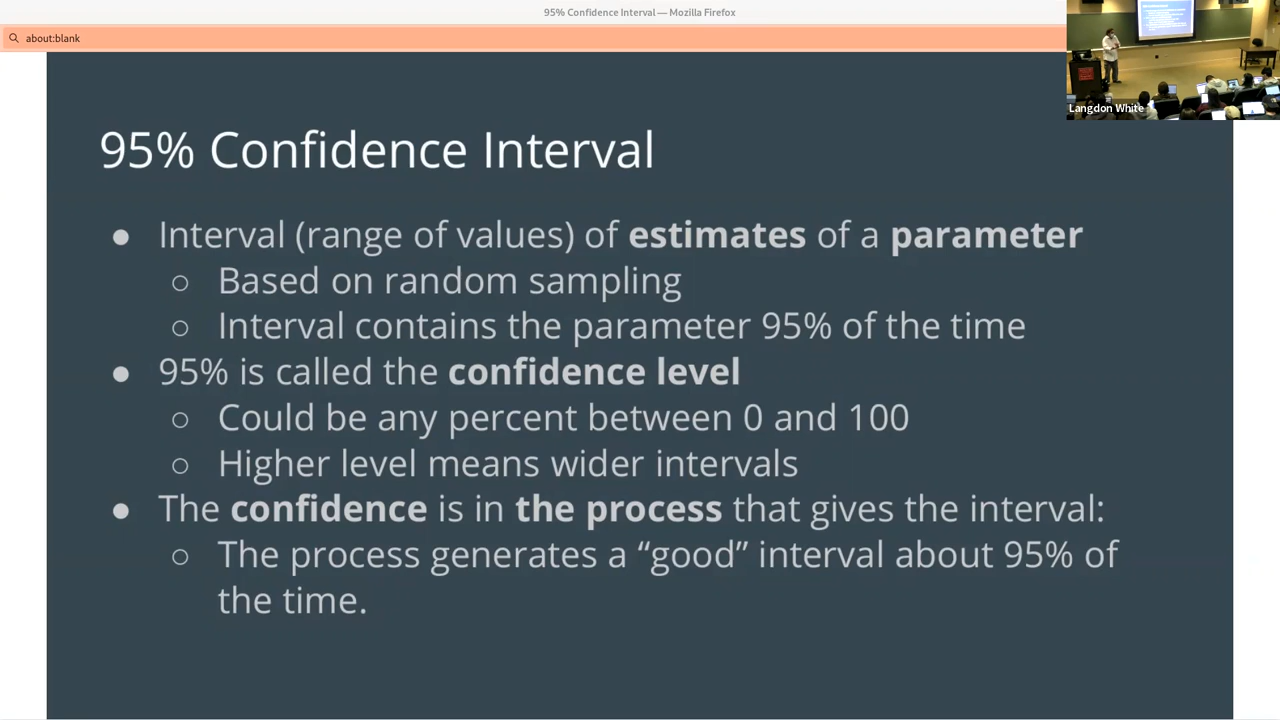 95% Confidence Interval — Mozilla Firefox
about:blank
Langdon White
95% Confidence Interval
● Interval (range of values) of estimates of a parameter
○ Based on random sampling
○ Interval contains the parameter 95% of the time
● 95% is called the confidence level
○ Could be any percent between 0 and 100
○ Higher level means wider intervals
● The confidence is in the process that gives the interval:
○ The process generates a “good” interval about 95% of
the time.